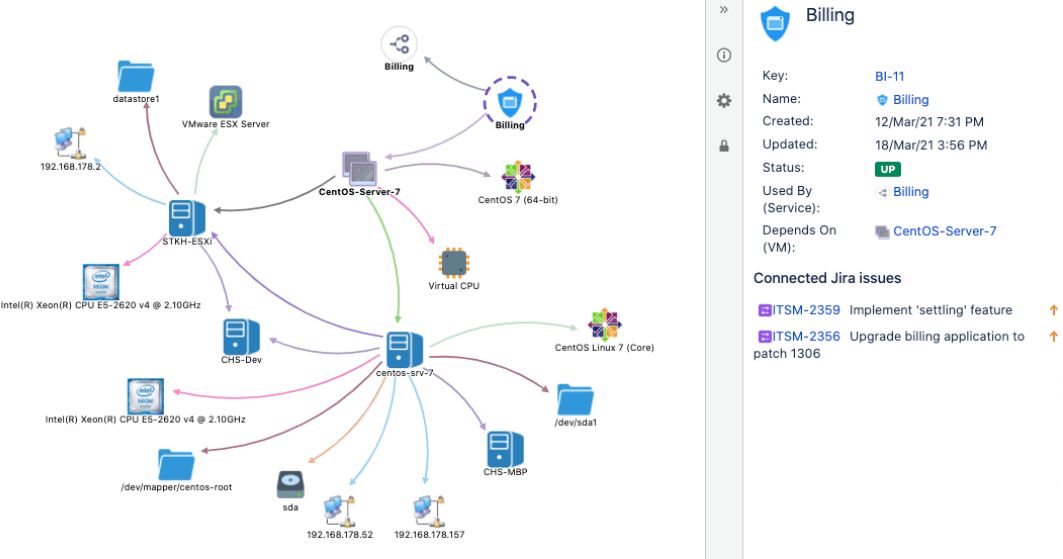 Billing
Billing
datastore1
VMware ESX Server
192.168.178.2
CentOS-Server-7
CentOS 7 (64-bit)
STKH-ESXi
Virtual CPU
intel
XEON
Intel(R) Xeon(R) CPU E5-2620 v4 @ 2.10GHz
CHS-Dev
CentOS Linux 7 (Core)
centos-srv-7
intel
XEON
Intel(R) Xeon(R) CPU E5-2620 v4 @ 2.10GHz
/dev/sda1
CHS-MBP
/dev/mapper/centos-root
sda
192.168.178.52
192.168.178.157
Billing
Key: BI-11
Name: Billing
Created: 12/Mar/21 7:31 PM
Updated: 18/Mar/21 3:56 PM
Status: UP
Used By Billing
(Service):
Depends On CentOS-Server-7
(VM):
Connected Jira issues
ITSM-2359 Implement 'settling' feature
ITSM-2356 Upgrade billing application to
patch 1306